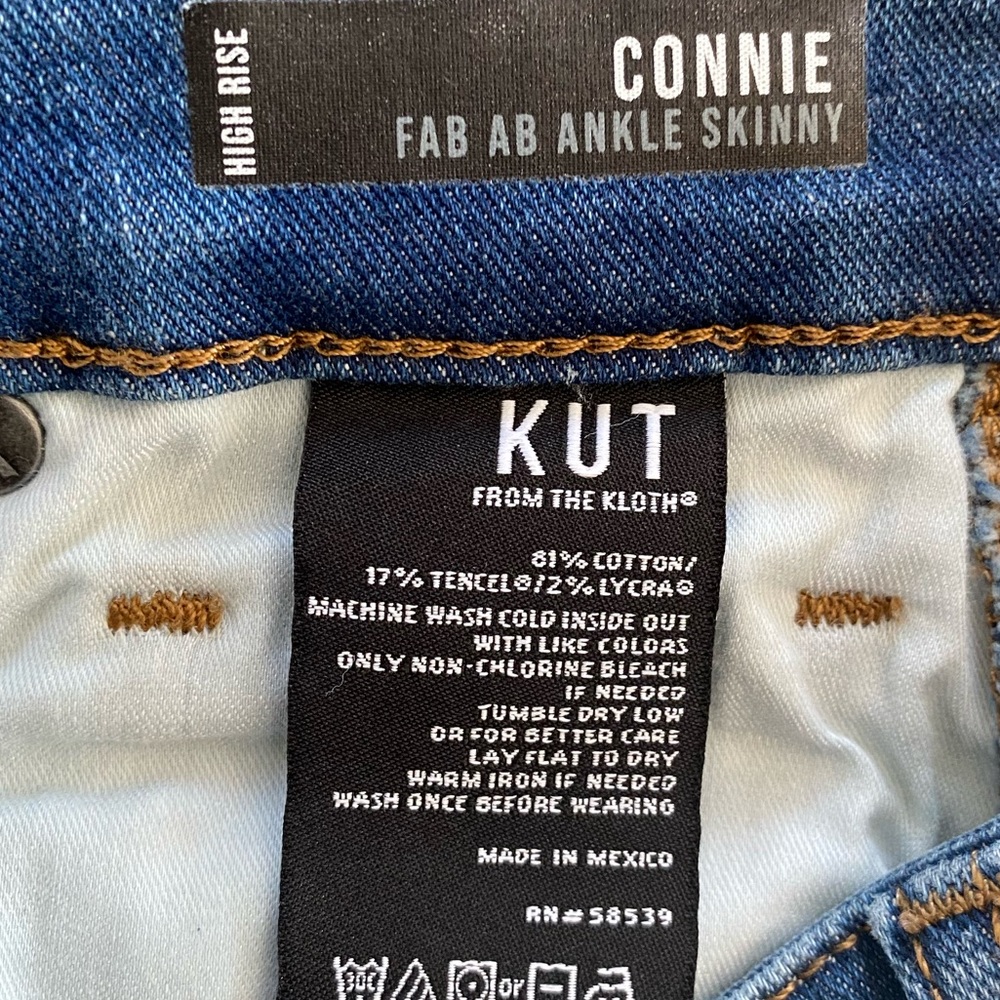 HIGH RISE
CONNIE
FAB AB ANKLE SKINNY
KUT
FROM THE KLOTH®
81% COTTON/
17% TENCEL®/2% LYCRA®
MACHINE WASH COLD INSIDE OUT
WITH LIKE COLORS
ONLY NON-CHLORINE BLEACH
IF NEEDED
TUMBLE DRY LOW
OR FOR BETTER CARE
LAY FLAT TO DRY
WARM IRON IF NEEDED
WASH ONCE BEFORE WEARING
MADE IN MEXICO
RN#58539
30C or